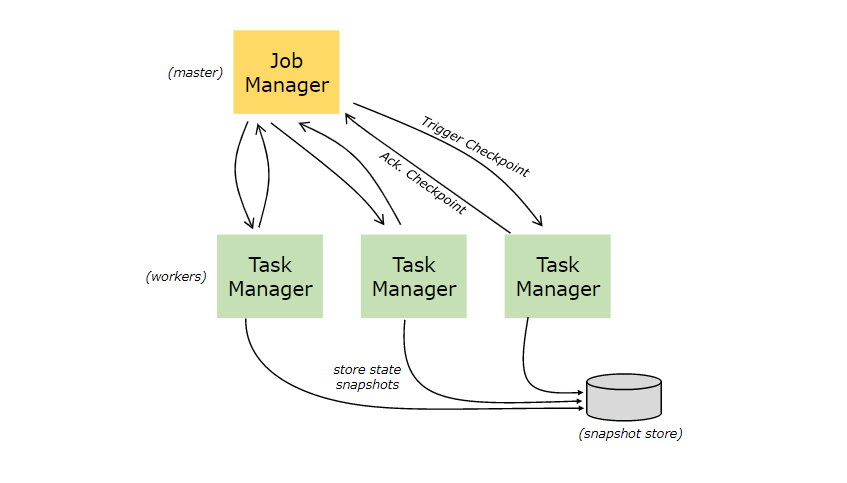 Job
Manager
(master)
Trigger Checkpoint
Ack. Checkpoint
(workers)
Task
Manager
Task
Manager
Task
Manager
store state
snapshots
(snapshot store)